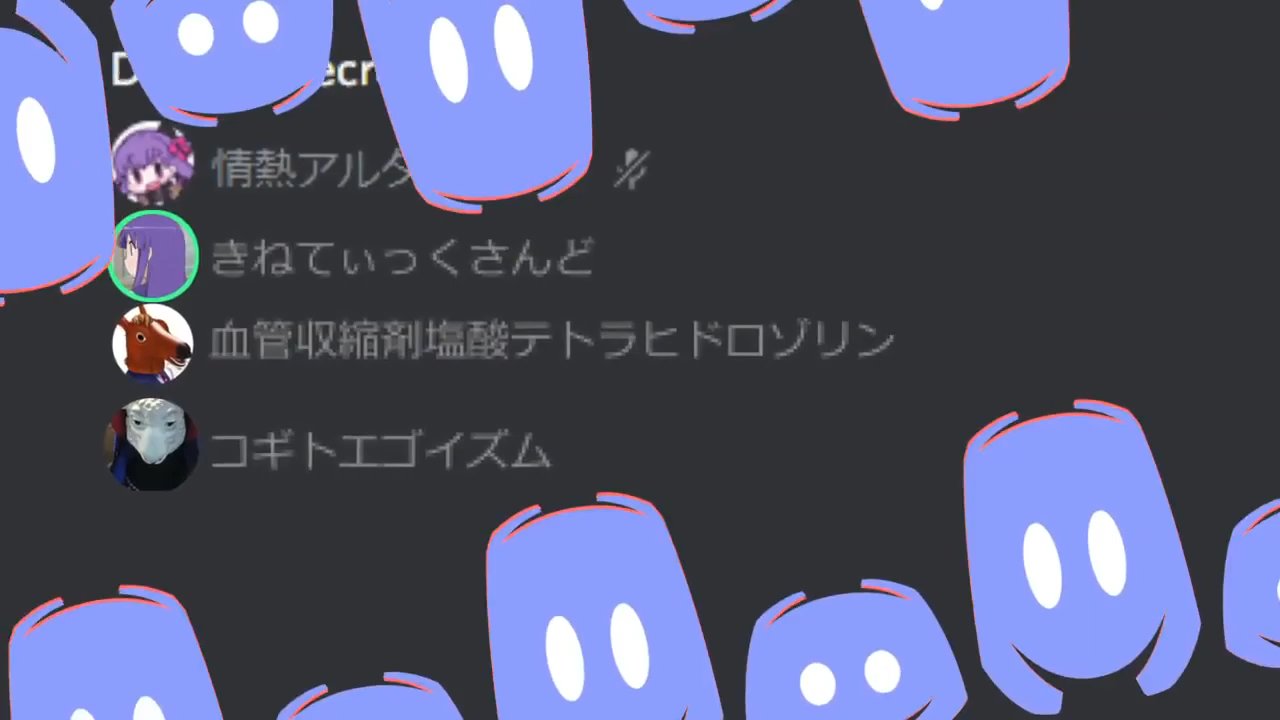 D ecr
情熱アルタ
きねてぃっくさんど
血管収縮剤塩酸テトラヒドロゾリン
コギトエゴイズム